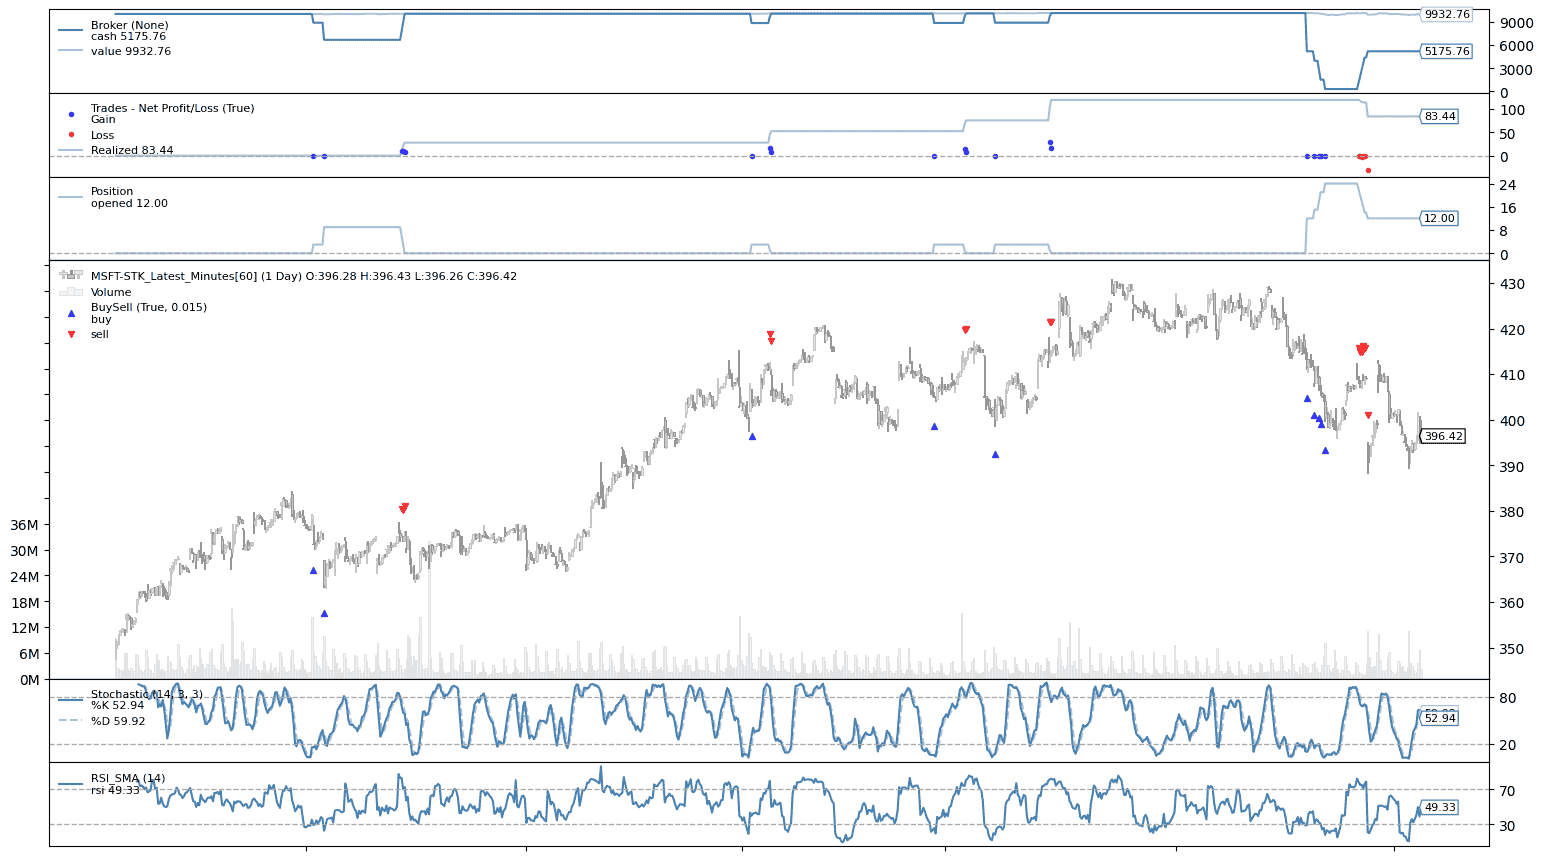 Broker (None)
cash 5175.76
value 9932.76
9932.76
9000
6000
5175.76
3000
0
Trades - Net Profit/Loss (True)
Gain
Loss
Realized 83.44
100
83.44
50
0
Position
opened 12.00
24
16
12.00
8
0
MSFT-STK_Latest_Minutes[60] (1 Day) O:396.28 H:396.43 L:396.26 C:396.42
Volume
BuySell (True, 0.015)
buy
sell
430
420
410
400
396.42
390
380
370
360
350
36M
30M
24M
18M
12M
6M
0M
Stochastic (14, 3, 3)
%K 52.94
%D 59.92
80
52.94
20
RSI_SMA (14)
rsi 49.33
70
49.33
30